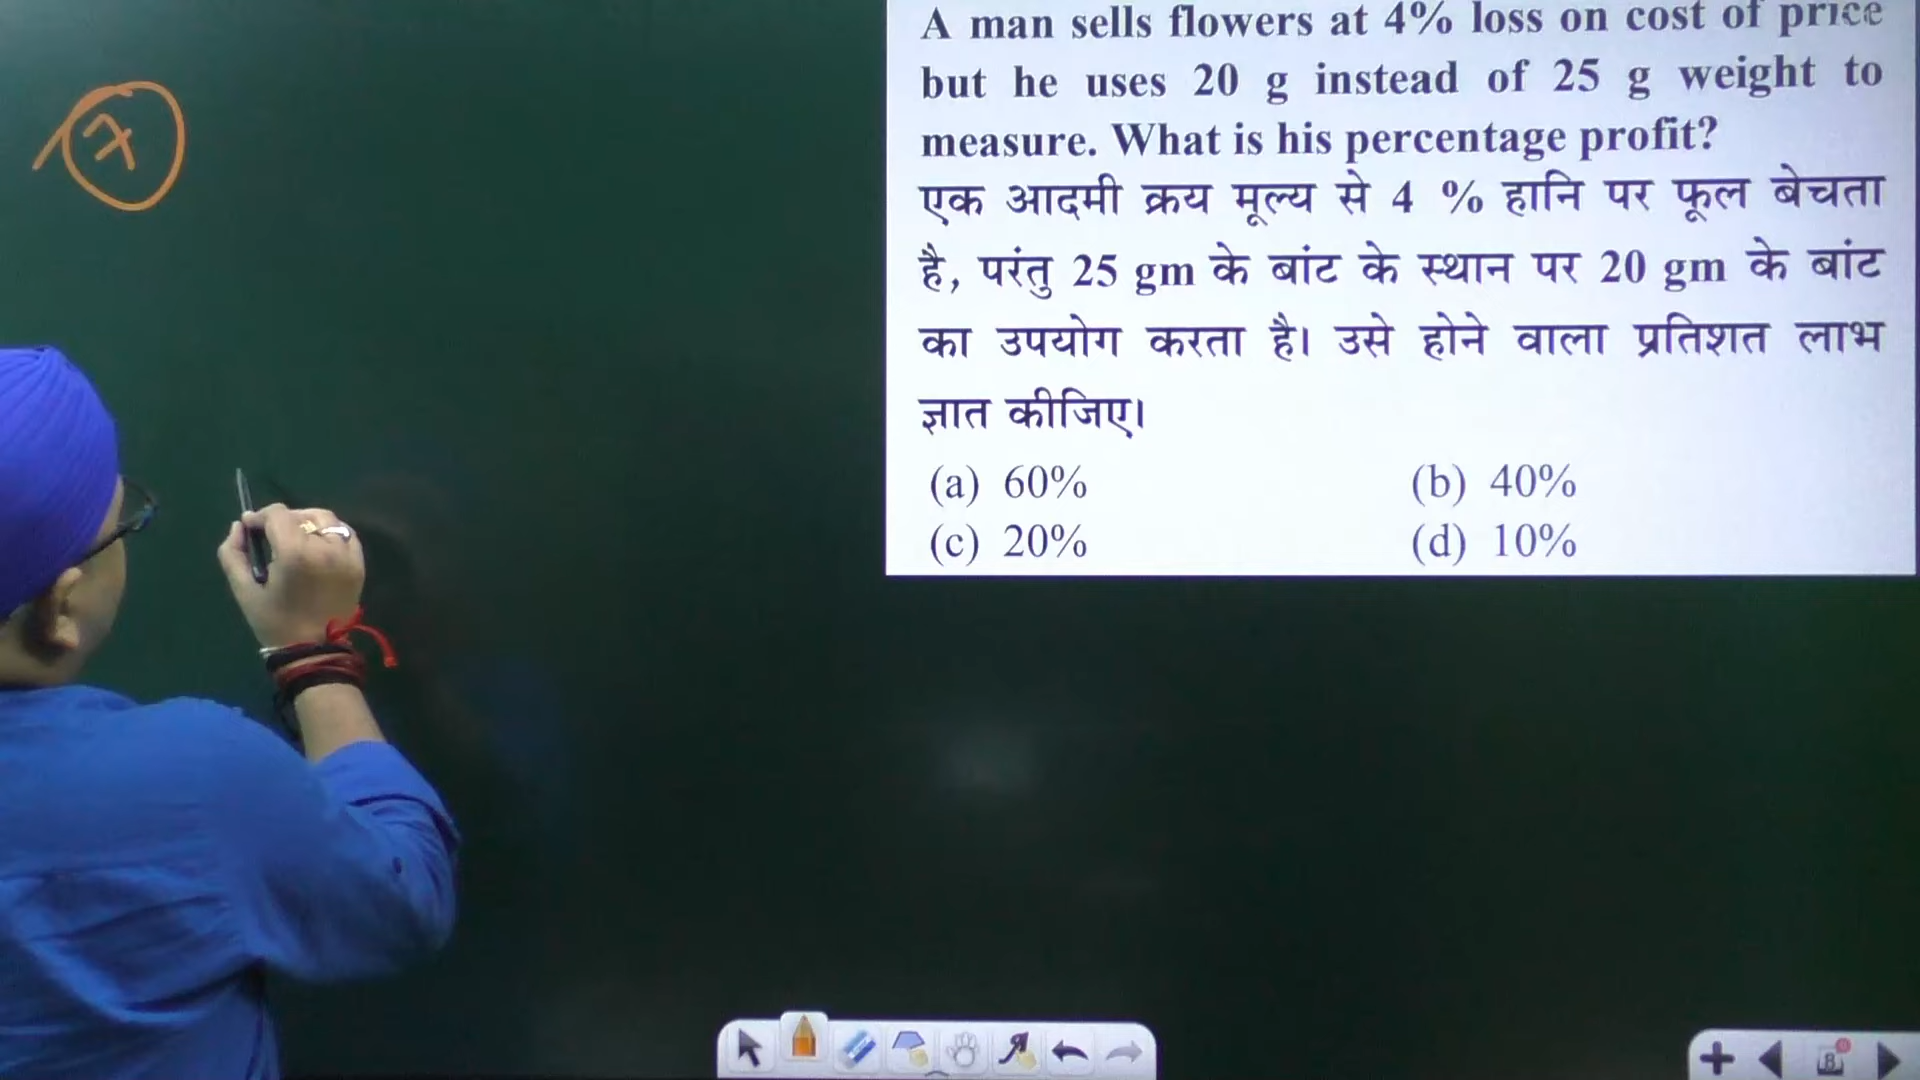 7
A man sells flowers at 4% loss on cost of price
but he uses 20 g instead of 25 g weight to
measure. What is his percentage profit?
एक आदमी क्रय मूल्य से 4 % हानि पर फूल बेचता
है, परंतु 25 gm के बांट के स्थान पर 20 gm के बांट
का उपयोग करता है। उसे होने वाला प्रतिशत लाभ
ज्ञात कीजिए।
(a) 60% (b) 40%
(c) 20% (d) 10%
8